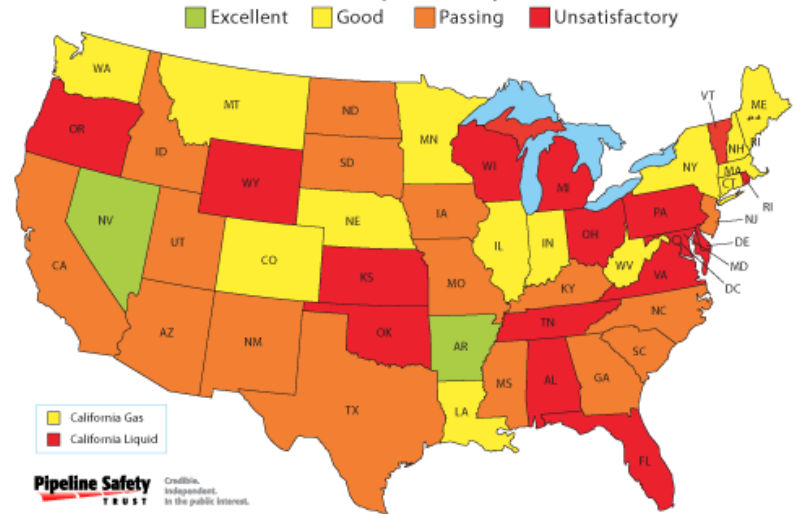 Excellent Good Passing Unsatisfactory
WA
MT
ND
MN
ME
VT
OR
ID
SD
WY
WI
MI
NY
NH
RI
MA
CT
RI
NJ
NV
UT
CO
NE
IA
IL
IN
OH
PA
DE
MD
DC
CA
KS
MO
KY
WV
VA
AZ
NM
OK
AR
TN
NC
SC
TX
LA
MS
AL
GA
FL
California Gas
California Liquid
Pipeline Safety
TRUST
Credible.
Independent.
In the public interest.